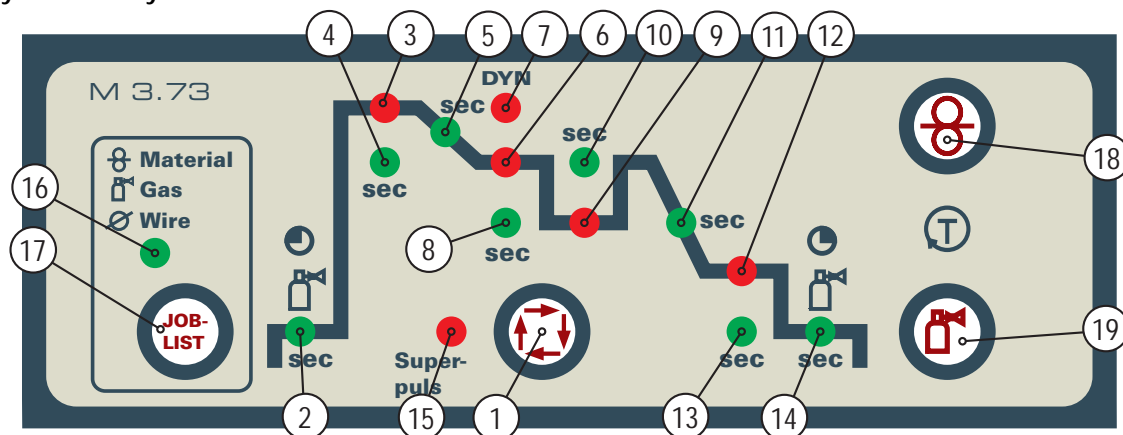 4
3
5
7
6
10
9
11
12
M 3.73
DYN
sec
sec
Material
Gas
Wire
sec
16
17
18
sec
8
sec
T
JOB-
LIST
sec
Super-
puls
sec
sec
19
2
15
1
13
14